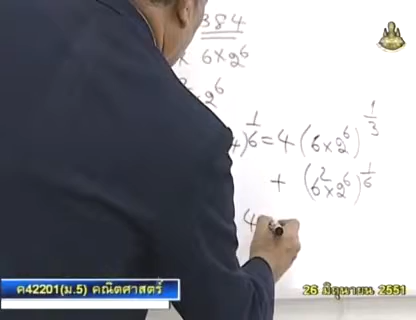 384
× 6 × 2⁶
× 2⁶
4)^(1/6) = 4 (6 × 2⁶)^(1/3)
+ (6² × 2⁶)^(1/6)
4
ค42201(ม.5) คณิตศาสตร์
26 มิถุนายน 2551